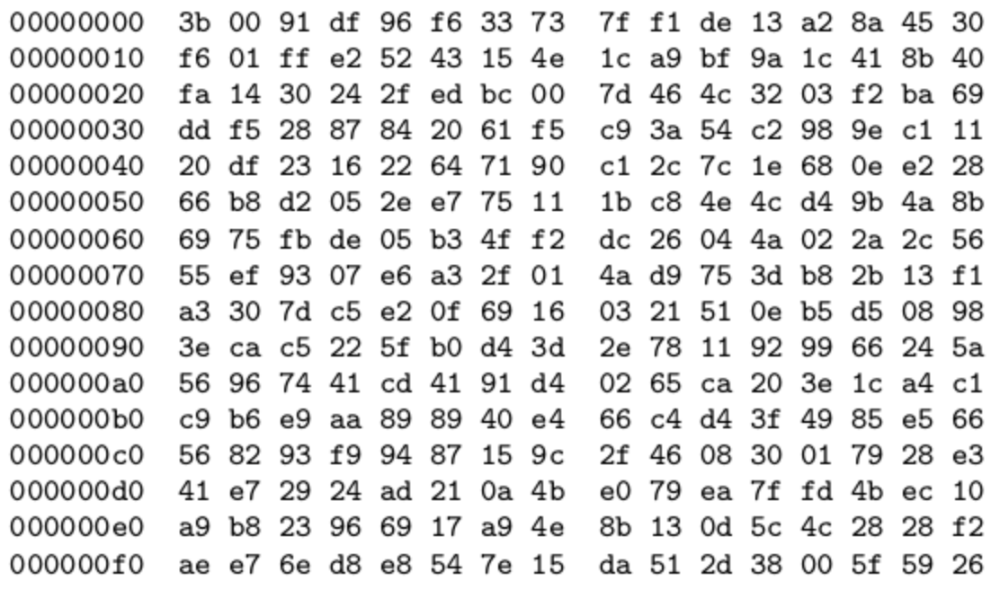 00000000 3b 00 91 df 96 f6 33 73 7f f1 de 13 a2 8a 45 30
00000010 f6 01 ff e2 52 43 15 4e 1c a9 bf 9a 1c 41 8b 40
00000020 fa 14 30 24 2f ed bc 00 7d 46 4c 32 03 f2 ba 69
00000030 dd f5 28 87 84 20 61 f5 c9 3a 54 c2 98 9e c1 11
00000040 20 df 23 16 22 64 71 90 c1 2c 7c 1e 68 0e e2 28
00000050 66 b8 d2 05 2e e7 75 11 1b c8 4e 4c d4 9b 4a 8b
00000060 69 75 fb de 05 b3 4f f2 dc 26 04 4a 02 2a 2c 56
00000070 55 ef 93 07 e6 a3 2f 01 4a d9 75 3d b8 2b 13 f1
00000080 a3 30 7d c5 e2 0f 69 16 03 21 51 0e b5 d5 08 98
00000090 3e ca c5 22 5f b0 d4 3d 2e 78 11 92 99 66 24 5a
000000a0 56 96 74 41 cd 41 91 d4 02 65 ca 20 3e 1c a4 c1
000000b0 c9 b6 e9 aa 89 89 40 e4 66 c4 d4 3f 49 85 e5 66
000000c0 56 82 93 f9 94 87 15 9c 2f 46 08 30 01 79 28 e3
000000d0 41 e7 29 24 ad 21 0a 4b e0 79 ea 7f fd 4b ec 10
000000e0 a9 b8 23 96 69 17 a9 4e 8b 13 0d 5c 4c 28 28 f2
000000f0 ae e7 6e d8 e8 54 7e 15 da 51 2d 38 00 5f 59 26